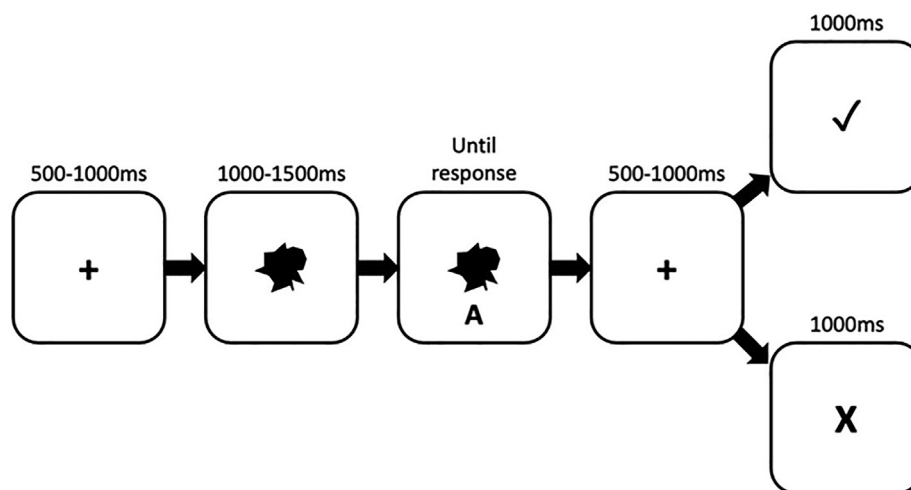 1000ms
✓
500-1000ms
1000-1500ms
Until
response
500-1000ms
+
A
+
1000ms
X